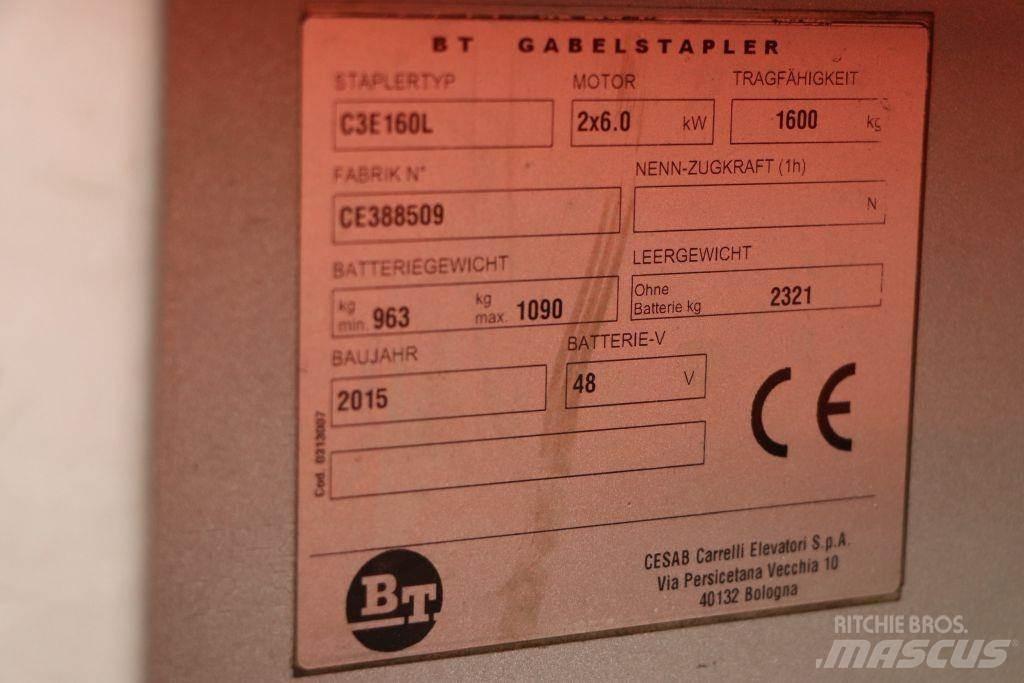 BT GABELSTAPLER
STAPLERTYP MOTOR TRAGFÄHIGKEIT
C3E160L 2x6.0 kW 1600 kg
FABRIK N° NENN-ZUGKRAFT (1h)
CE388509 N
BATTERIEGEWICHT LEERGEWICHT
kg min. 963 kg max. 1090 Ohne Batterie kg 2321
BAUJAHR BATTERIE-V
2015 48 V
CE
Cod. 0313007
BT
CESAB Carrelli Elevatori S.p.A.
Via Persicetana Vecchia 10
40132 Bologna
RITCHIE BROS.
MASCUS